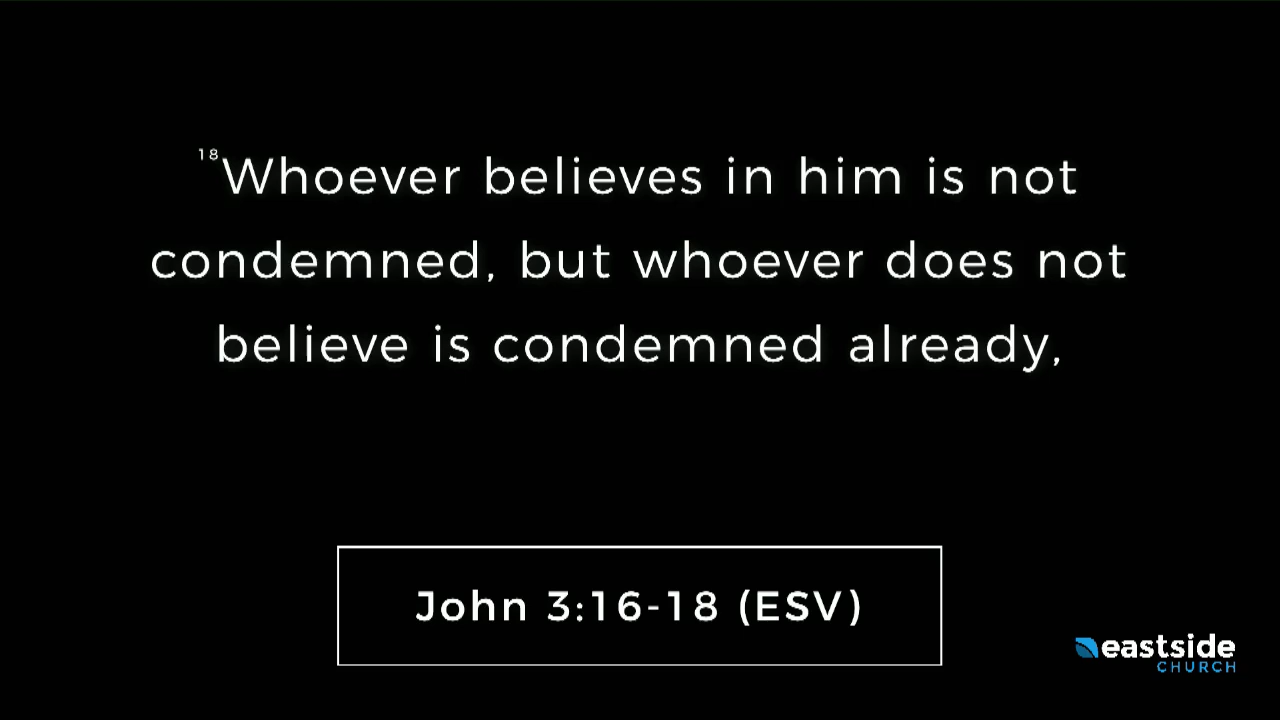 18Whoever believes in him is not
condemned, but whoever does not
believe is condemned already,
John 3:16-18 (ESV)
eastside
CHURCH